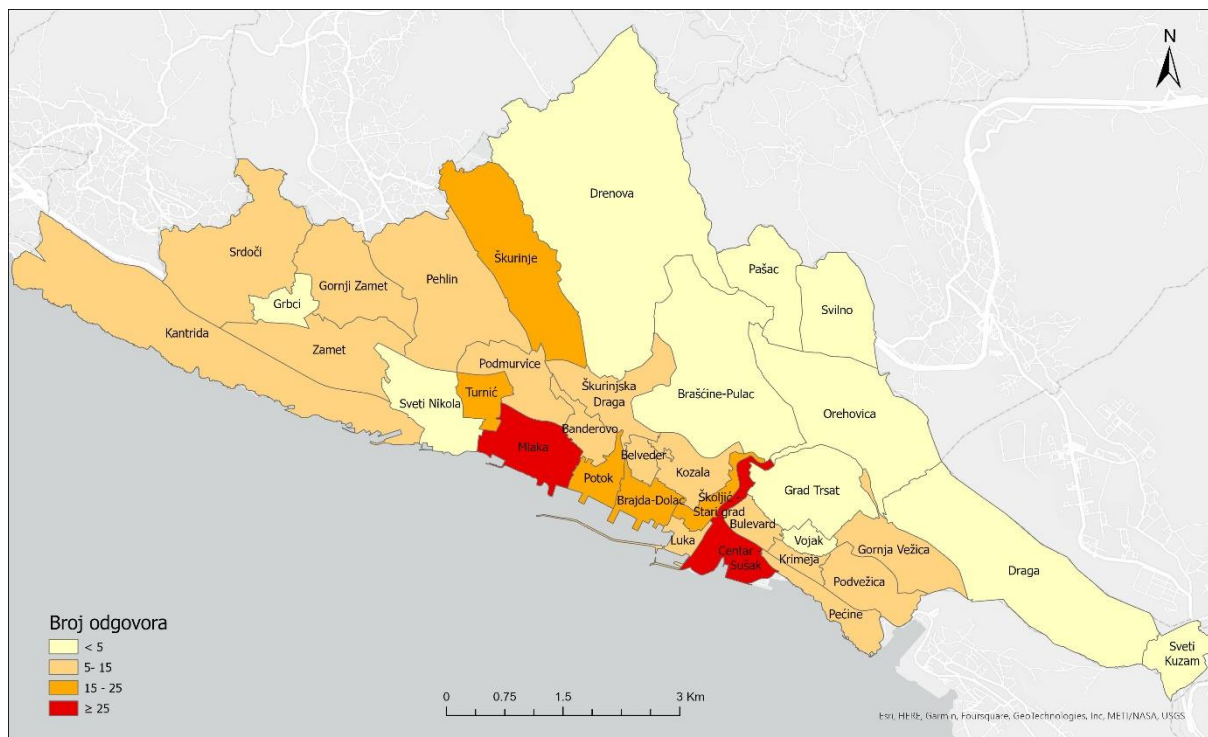 N
Drenova
Srdoči
Škurinje
Pašac
Gornji Zamet
Pehlin
Svilno
Grbci
Kantrida
Zamet
Podmurvice
Škurinjska
Draga
Turnić
Brašćine-Pulac
Sveti Nikola
Orehovica
Banderovo
Mlaka
Belveder
Kozala
Potok
Grad Trsat
Brajda-Dolac
Školjić -
Stari grad
Bulevard
Luka
Vojak
Gornja Vežica
Centar
Sušak
Krimeja
Draga
Podvežica
Pećine
Sveti
Kuzam
Broj odgovora
< 5
5- 15
15 - 25
≥ 25
0 0.75 1.5 3 Km
Esri, HERE, Garmin, Foursquare, GeoTechnologies, Inc, METI/NASA, USGS